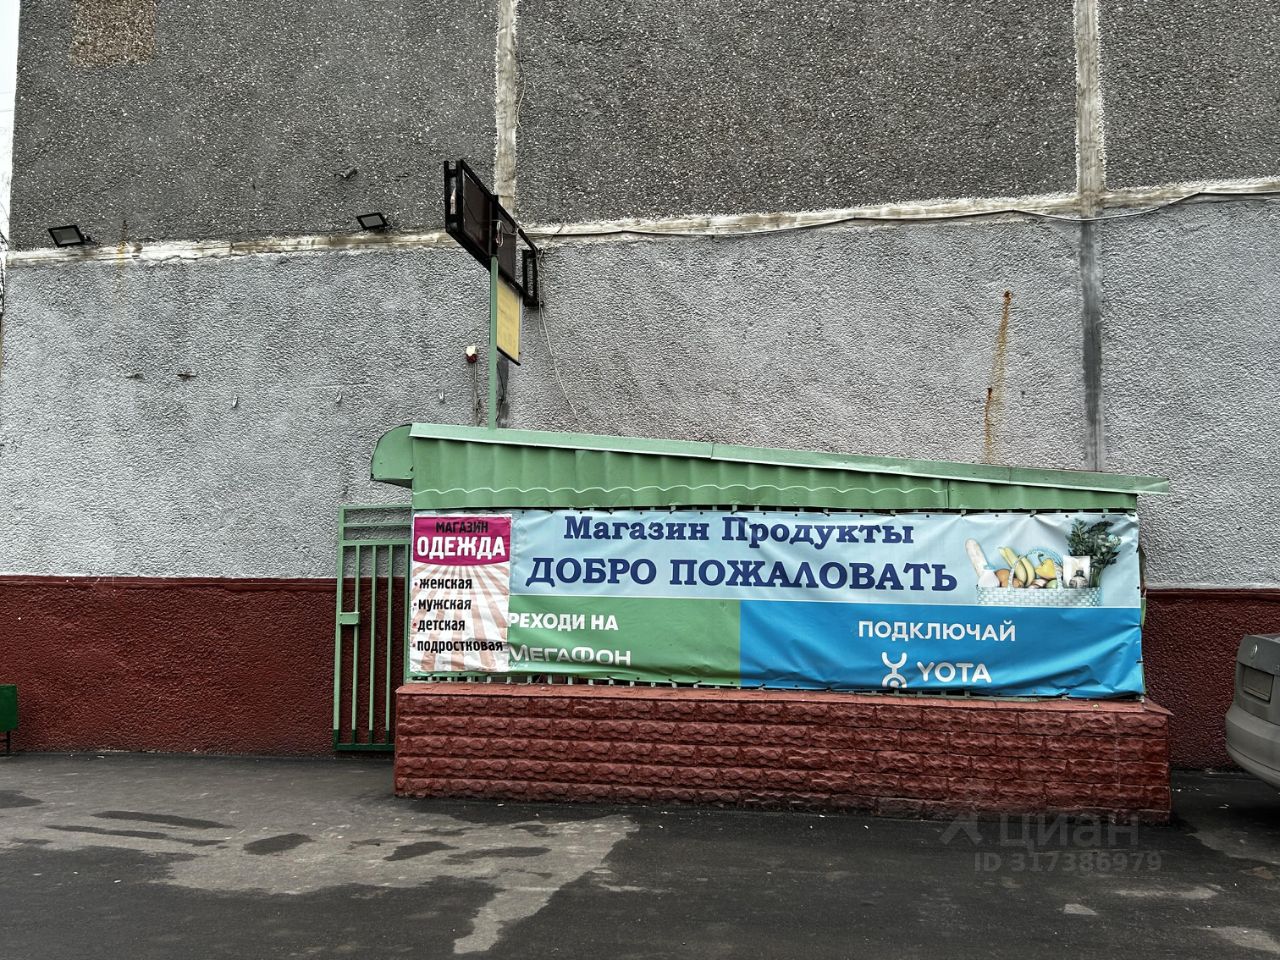 МАГАЗИН
ОДЕЖДА
·женская
·мужская
·детская
·подростковая
Магазин Продукты
ДОБРО ПОЖАЛОВАТЬ
РЕХОДИ НА
МЕГАФОН
ПОДКЛЮЧАЙ
YOTA
циан
ID 317386979